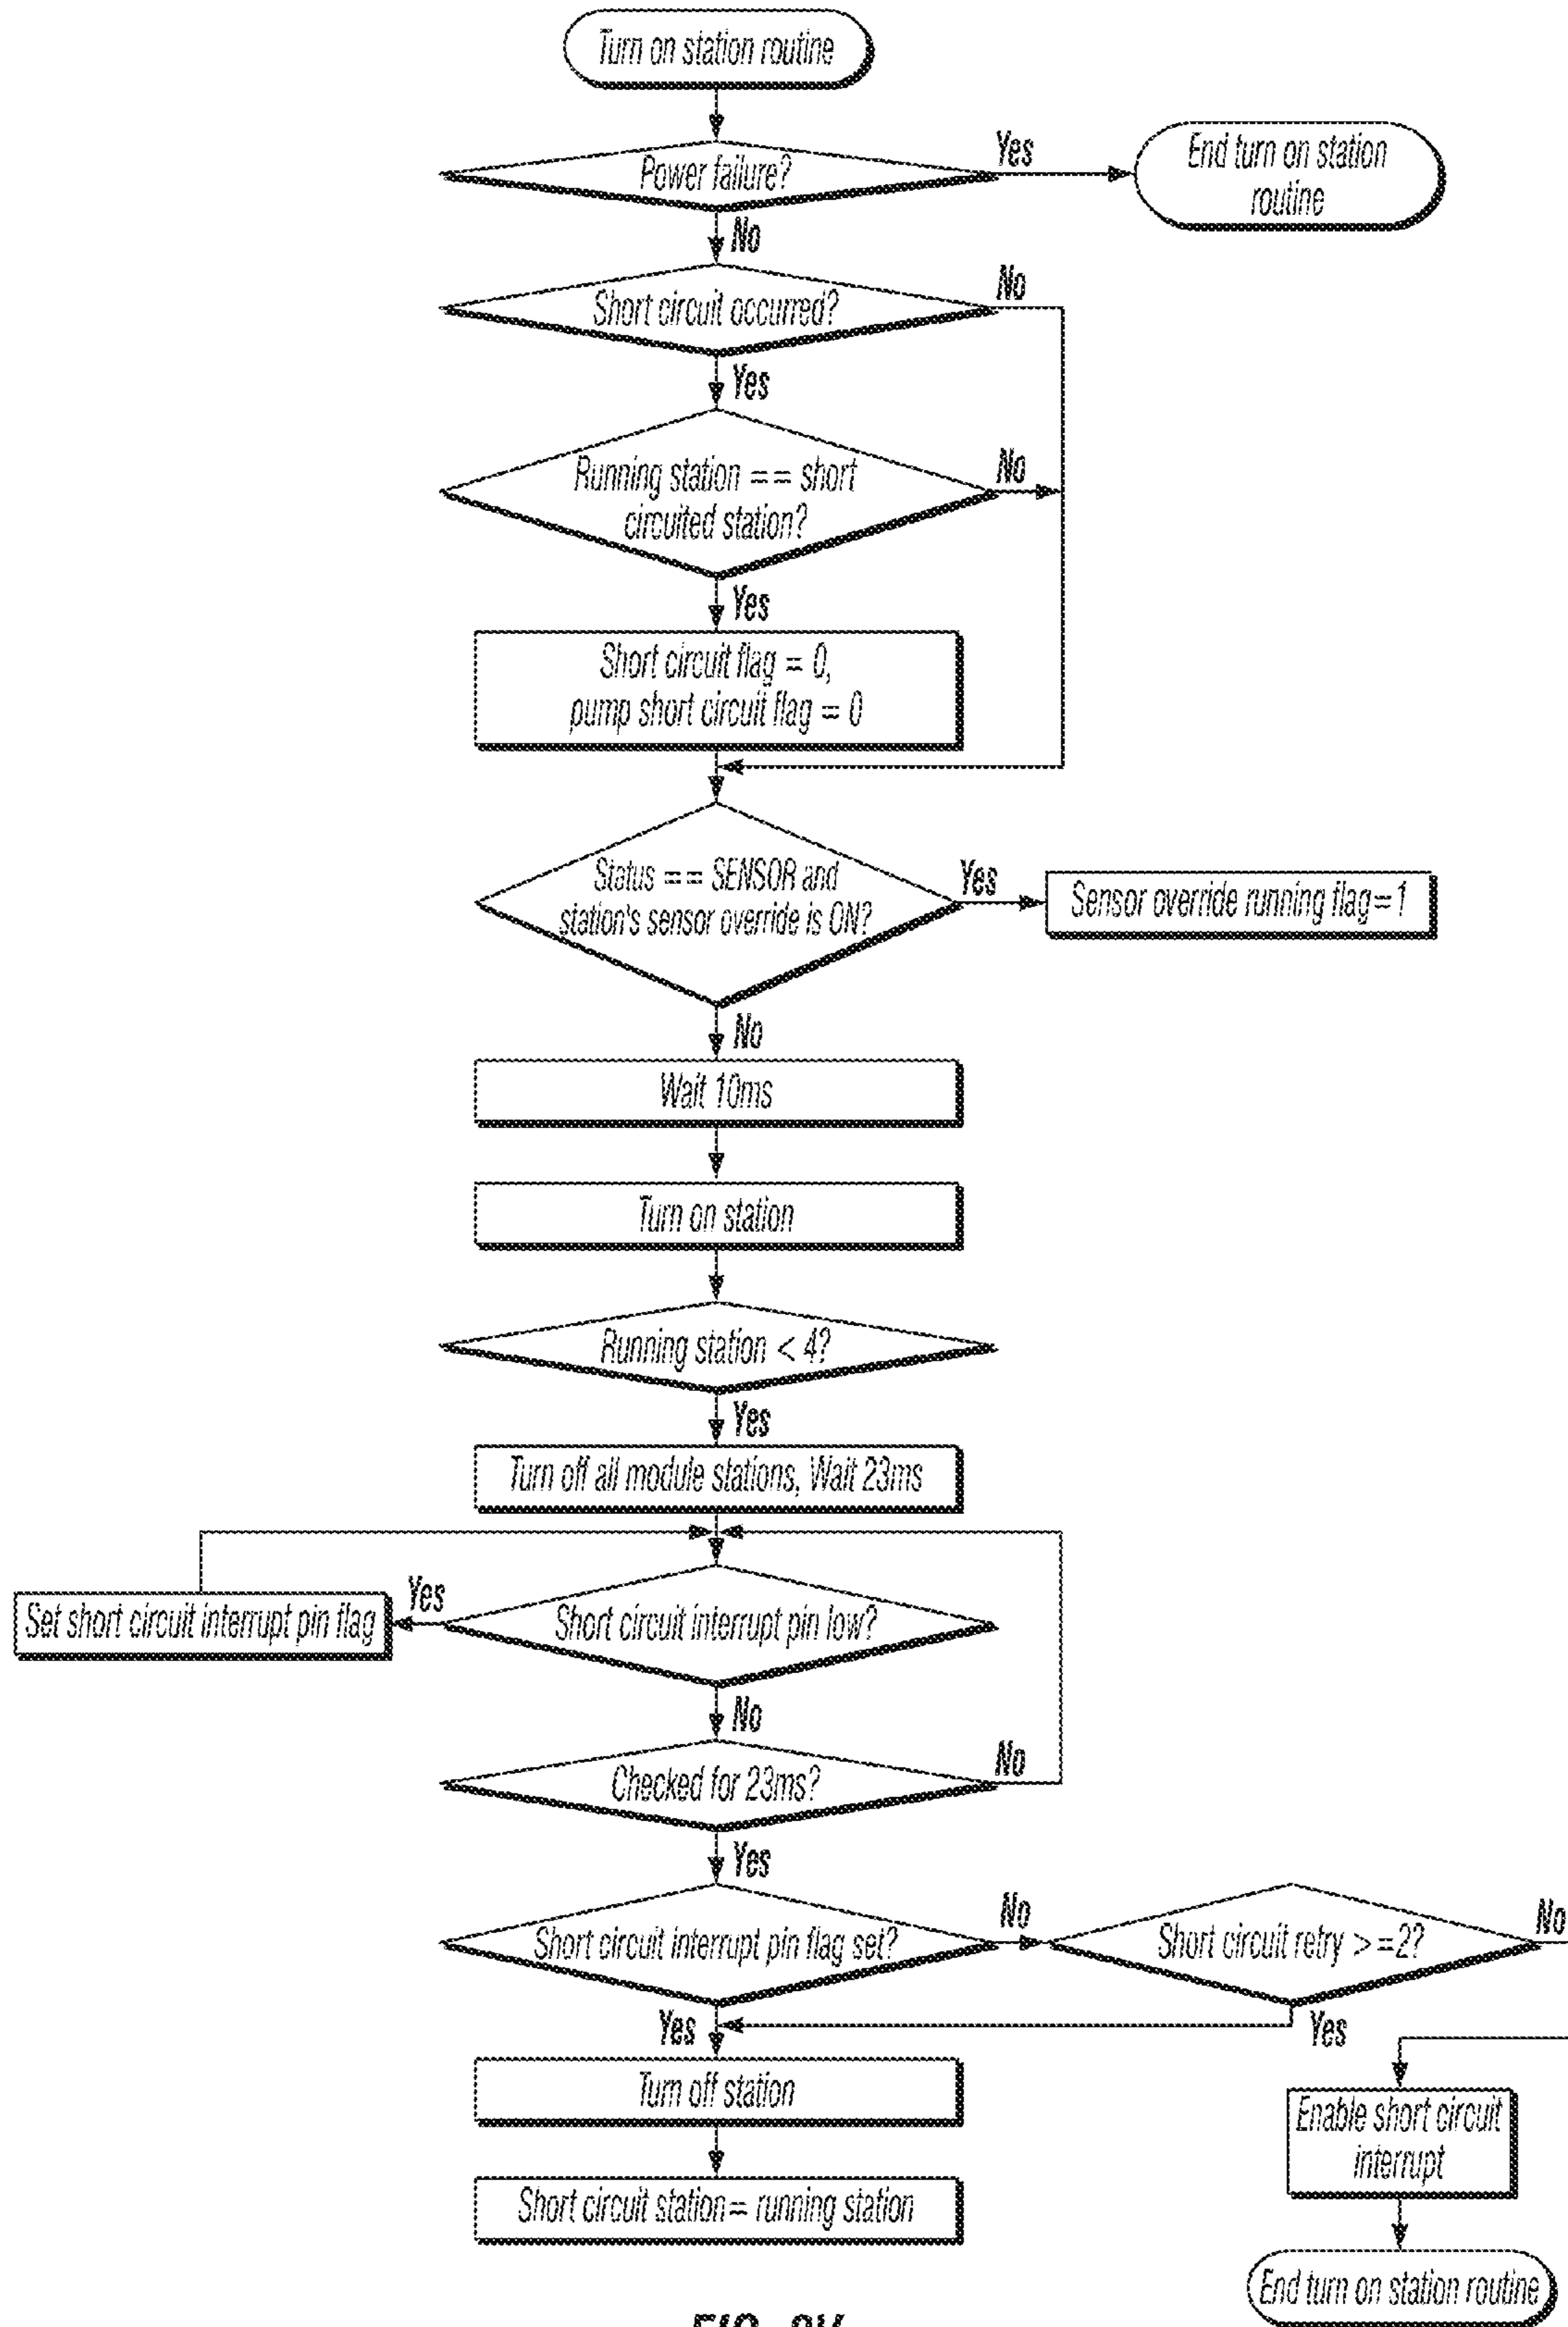 Turn on station routine
Power failure?
Yes
End turn on station
routine
No
Short circuit occurred?
No
Yes
Running station == short
circuited station?
No
Yes
Short circuit flag = 0,
pump short circuit flag = 0
Status == SENSOR and
station's sensor override is ON?
Yes
Sensor override running flag=1
No
Wait 10ms
Turn on station
Running station < 4?
Yes
Turn off all module stations, Wait 23ms
Set short circuit interrupt pin flag
Yes
Short circuit interrupt pin low?
No
Checked for 23ms?
No
Yes
Short circuit interrupt pin flag set?
No
Short circuit retry >=2?
No
Yes
Yes
Turn off station
Enable short circuit
interrupt
Short circuit station= running station
End turn on station routine